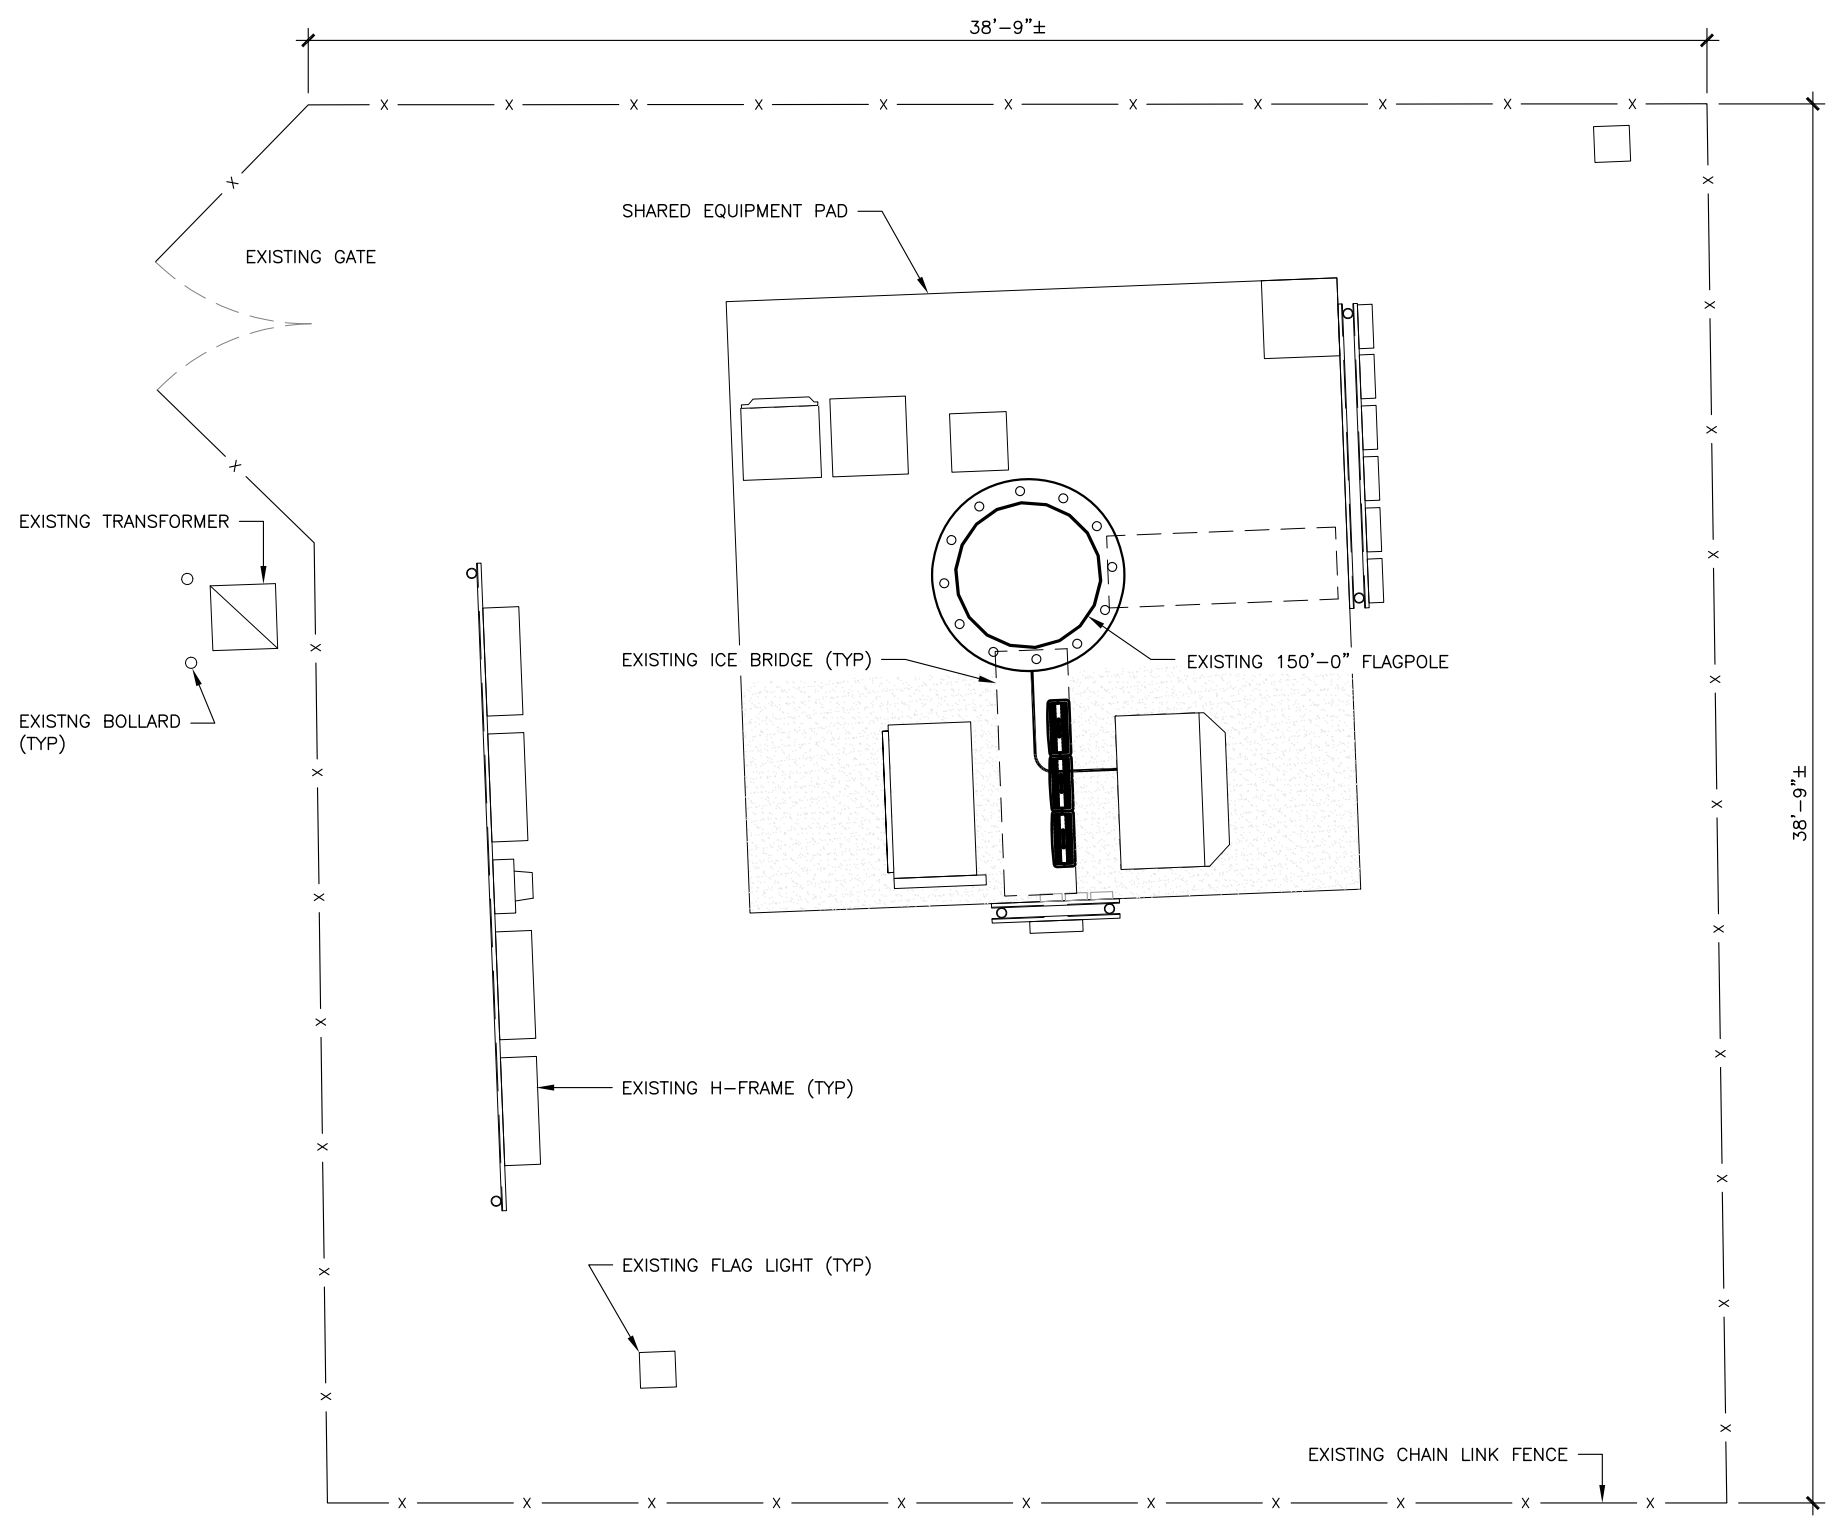 38'-9"±
SHARED EQUIPMENT PAD
EXISTING GATE
EXISTNG TRANSFORMER
EXISTING ICE BRIDGE (TYP)
EXISTING 150'-0" FLAGPOLE
EXISTNG BOLLARD
(TYP)
38'-9"±
EXISTING H-FRAME (TYP)
EXISTING FLAG LIGHT (TYP)
EXISTING CHAIN LINK FENCE